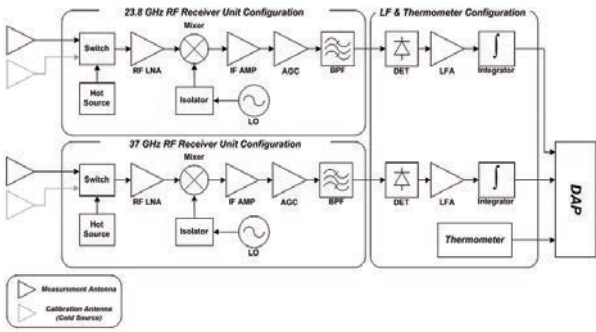 23.8 GHz RF Receiver Unit Configuration
LF & Thermometer Configuration
Mixer
Switch
RF LNA
IF AMP
AGC
BPF
DET
LFA
Integrator
Hot Source
Isolator
LO
37 GHz RF Receiver Unit Configuration
Mixer
Switch
RF LNA
IF AMP
AGC
BPF
DET
LFA
Integrator
DAP
Hot Source
Isolator
LO
Thermometer
Measurement Antenna
Calibration Antenna
(Cold Source)